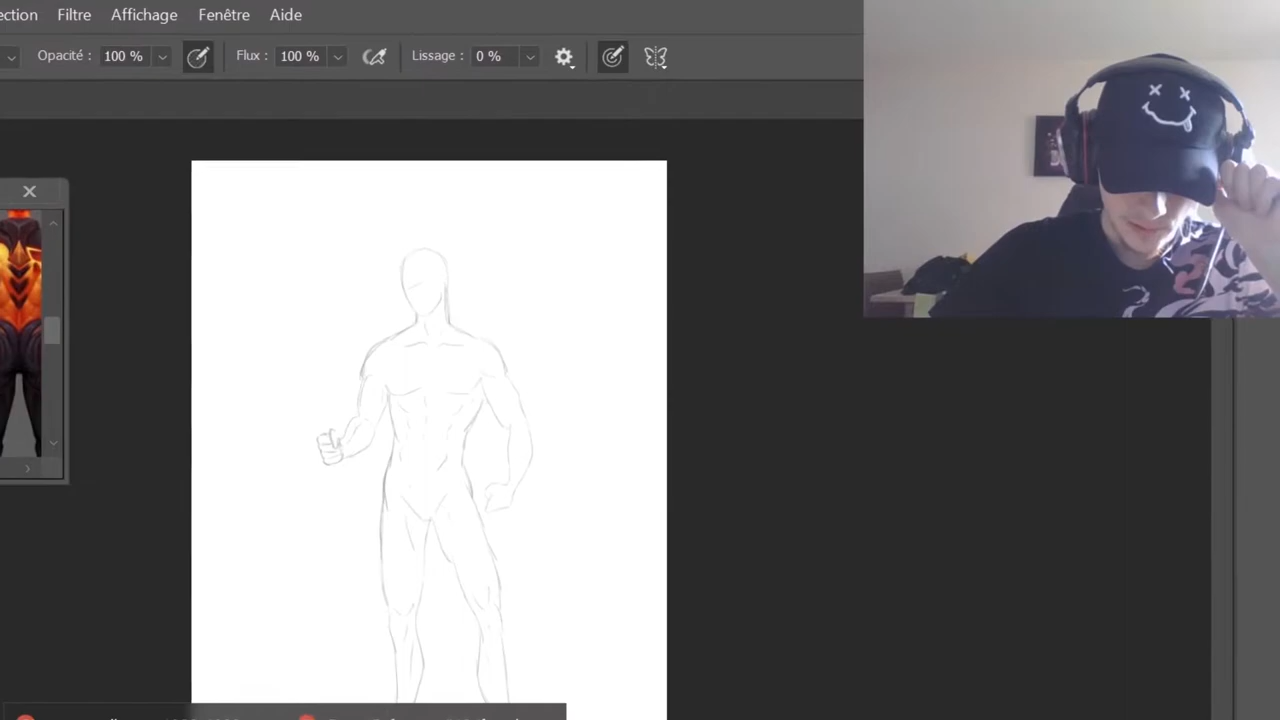 ection Filtre Affichage Fenêtre Aide
Opacité : 100 % Flux : 100 % Lissage : 0 %